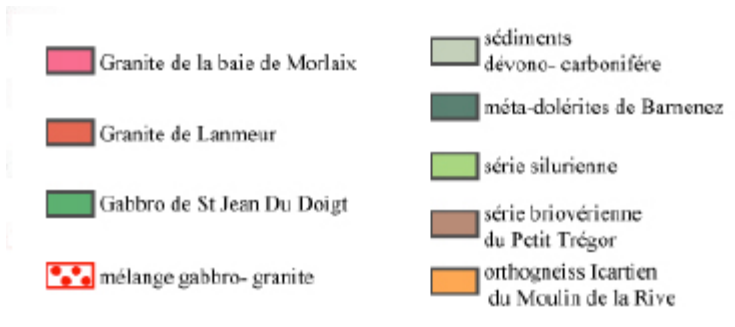 Granite de la baie de Morlaix
Granite de Lanmeur
Gabbro de St Jean Du Doigt
mélange gabbro- granite
sédiments
dévono- carbonifére
méta-dolérites de Barnenez
série silurienne
série briovérienne
du Petit Trégor
orthogneiss Icartien
du Moulin de la Rive